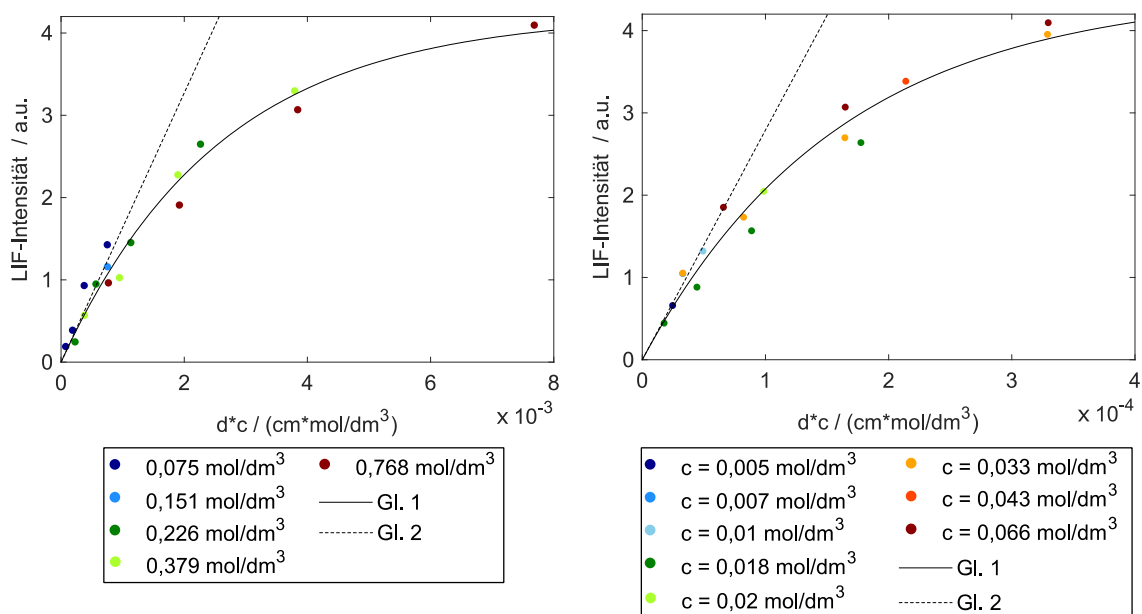 4
3
2
1
0
LIF-Intensität / a.u.
0 2 4 6 8
d*c / (cm*mol/dm³)
x 10⁻³
0,075 mol/dm³
0,151 mol/dm³
0,226 mol/dm³
0,379 mol/dm³
0,768 mol/dm³
Gl. 1
Gl. 2
4
3
2
1
0
LIF-Intensität / a.u.
0 1 2 3 4
d*c / (cm*mol/dm³)
x 10⁻⁴
c = 0,005 mol/dm³
c = 0,007 mol/dm³
c = 0,01 mol/dm³
c = 0,018 mol/dm³
c = 0,02 mol/dm³
c = 0,033 mol/dm³
c = 0,043 mol/dm³
c = 0,066 mol/dm³
Gl. 1
Gl. 2